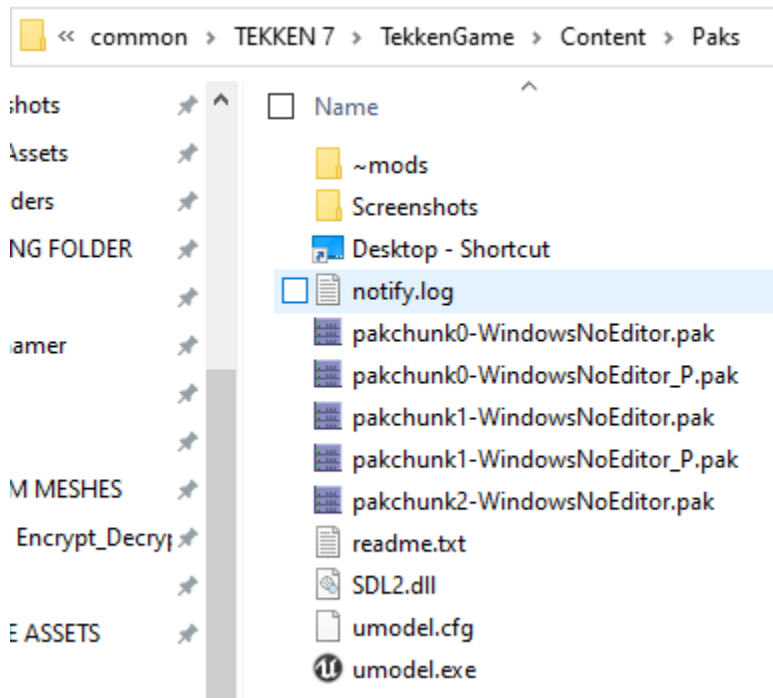 « common > TEKKEN 7 > TekkenGame > Content > Paks
shots
Assets
ders
NG FOLDER
amer
M MESHES
Encrypt_Decryp
E ASSETS
Name
~mods
Screenshots
Desktop - Shortcut
notify.log
pakchunk0-WindowsNoEditor.pak
pakchunk0-WindowsNoEditor_P.pak
pakchunk1-WindowsNoEditor.pak
pakchunk1-WindowsNoEditor_P.pak
pakchunk2-WindowsNoEditor.pak
readme.txt
SDL2.dll
umodel.cfg
umodel.exe